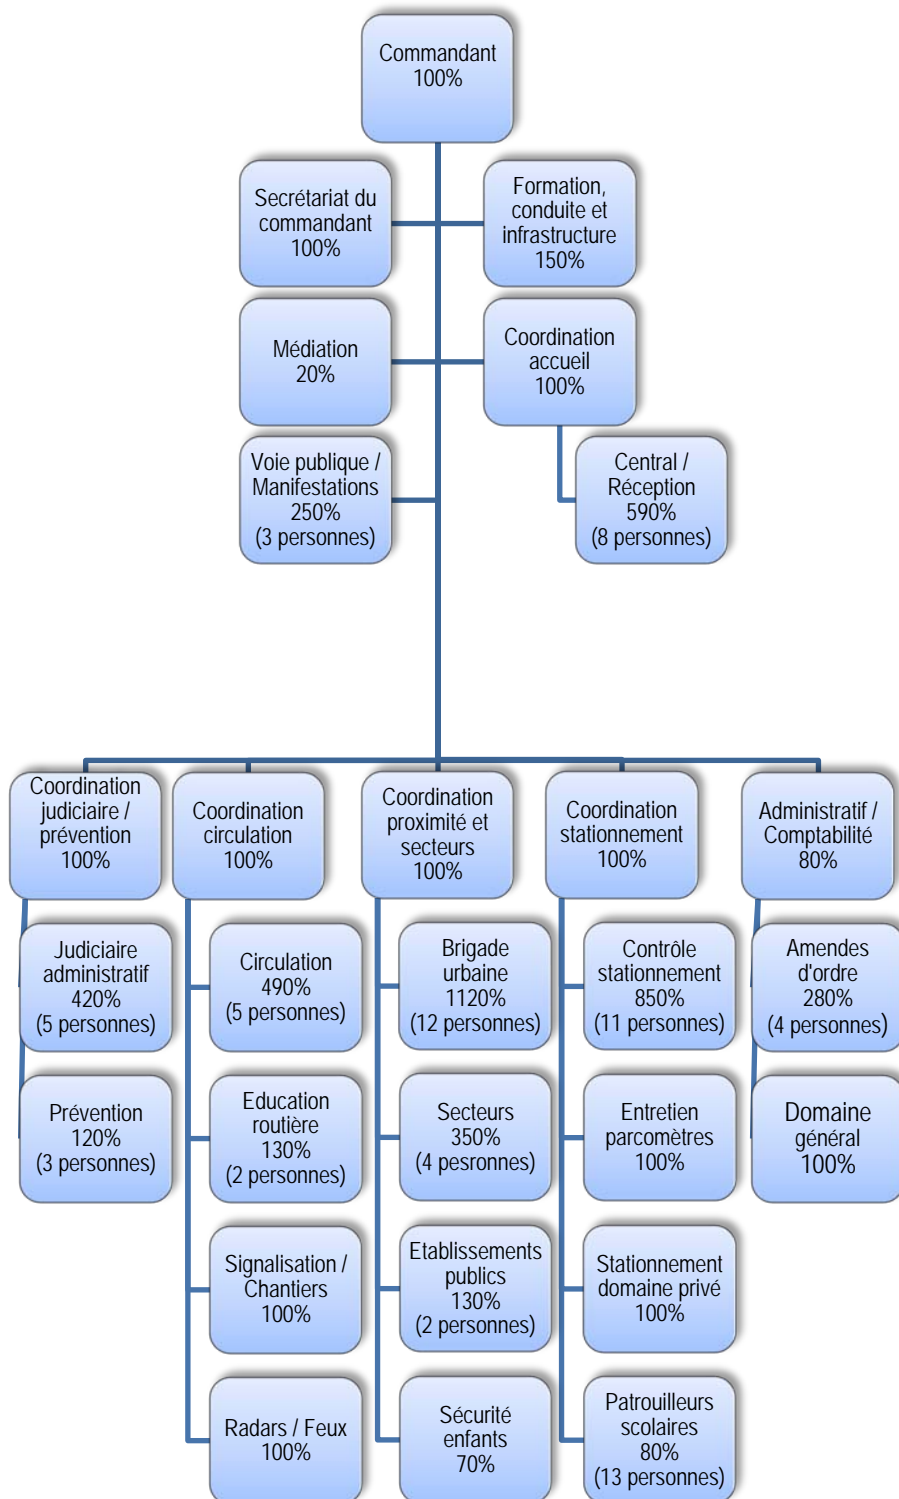 Commandant
100%
Secrétariat du
commandant
100%
Formation,
conduite et
infrastructure
150%
Médiation
20%
Coordination
accueil
100%
Voie publique /
Manifestations
250%
(3 personnes)
Central /
Réception
590%
(8 personnes)
Coordination
judiciaire /
prévention
100%
Coordination
circulation
100%
Coordination
proximité et
secteurs
100%
Coordination
stationnement
100%
Administratif /
Comptabilité
80%
Judiciaire
administratif
420%
(5 personnes)
Circulation
490%
(5 personnes)
Brigade
urbaine
1120%
(12 personnes)
Contrôle
stationnement
850%
(11 personnes)
Amendes
d'ordre
280%
(4 personnes)
Prévention
120%
(3 personnes)
Education
routière
130%
(2 personnes)
Secteurs
350%
(4 pesronnes)
Entretien
parcomètres
100%
Domaine
général
100%
Signalisation /
Chantiers
100%
Etablissements
publics
130%
(2 personnes)
Stationnement
domaine privé
100%
Radars / Feux
100%
Sécurité
enfants
70%
Patrouilleurs
scolaires
80%
(13 personnes)